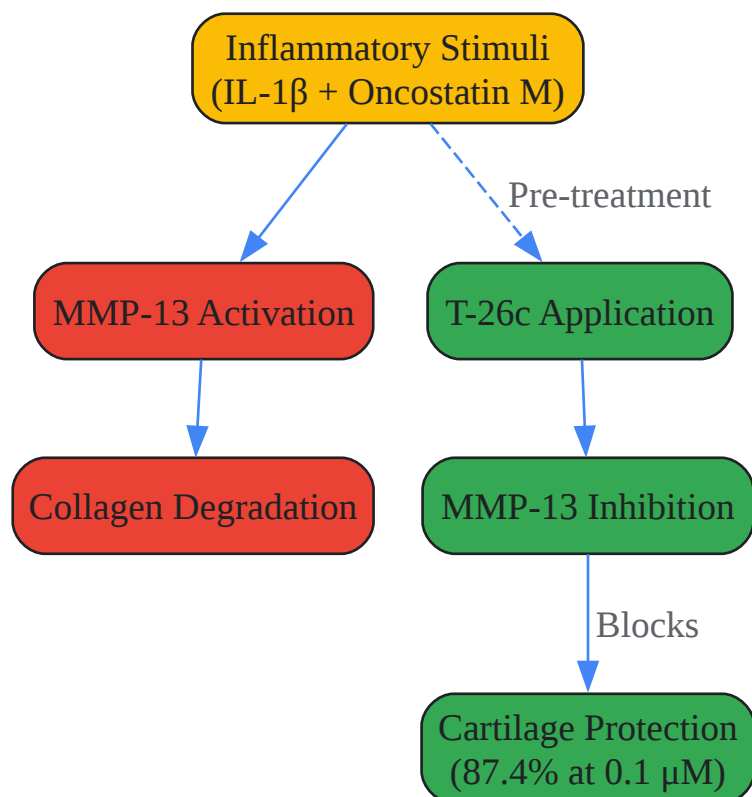 Inflammatory Stimuli
(IL-1β + Oncostatin M)
Pre-treatment
MMP-13 Activation
T-26c Application
Collagen Degradation
MMP-13 Inhibition
Blocks
Cartilage Protection
(87.4% at 0.1 μM)